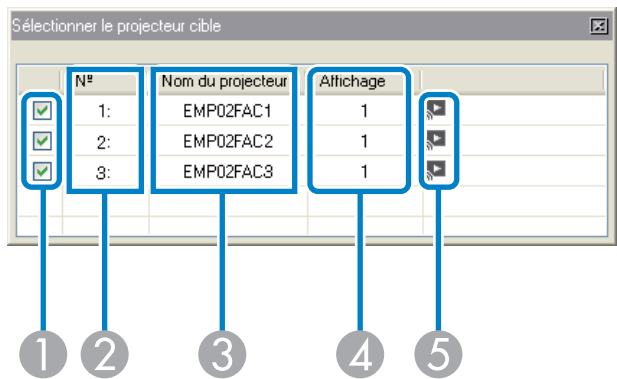 Sélectionner le projecteur cible
Nº Nom du projecteur Affichage
1: EMP02FAC1 1
2: EMP02FAC2 1
3: EMP02FAC3 1
1 2 3 4 5